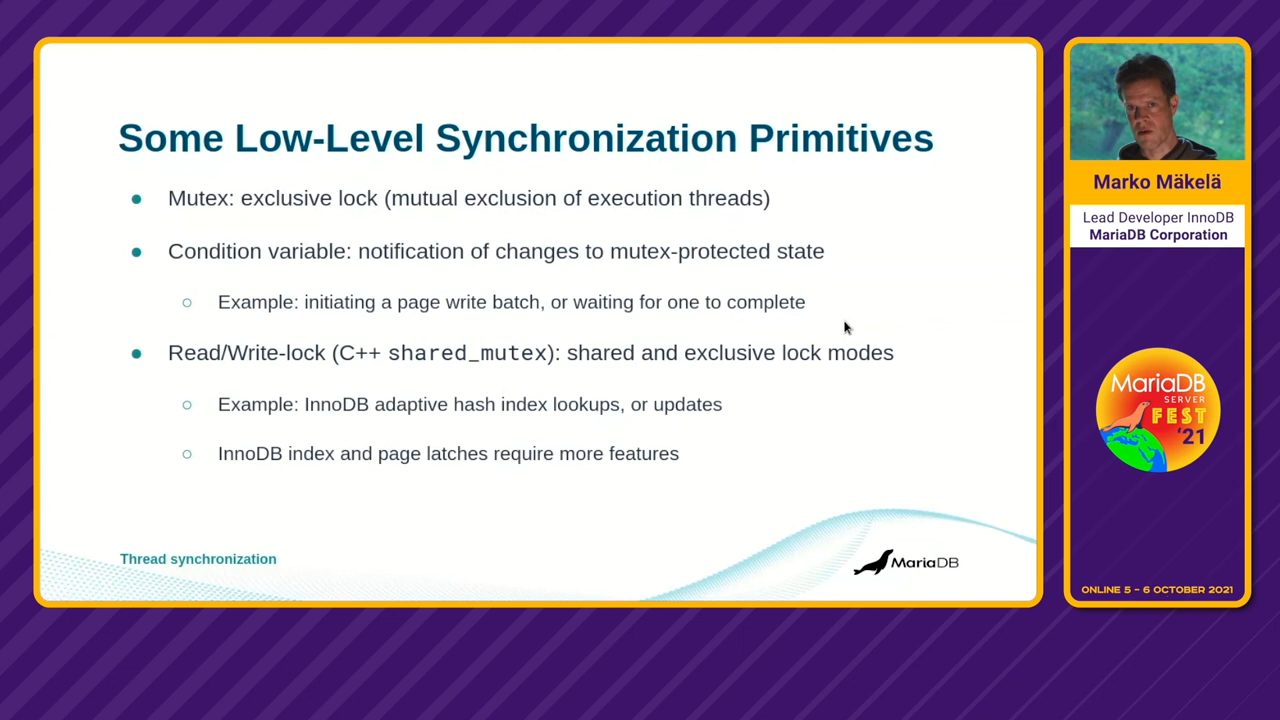 Some Low-Level Synchronization Primitives
● Mutex: exclusive lock (mutual exclusion of execution threads)
● Condition variable: notification of changes to mutex-protected state
○ Example: initiating a page write batch, or waiting for one to complete
● Read/Write-lock (C++ shared_mutex): shared and exclusive lock modes
○ Example: InnoDB adaptive hash index lookups, or updates
○ InnoDB index and page latches require more features
Thread synchronization
MariaDB
Marko Mäkelä
Lead Developer InnoDB
MariaDB Corporation
MariaDB
SERVER
FEST
'21
ONLINE 5 – 6 OCTOBER 2021